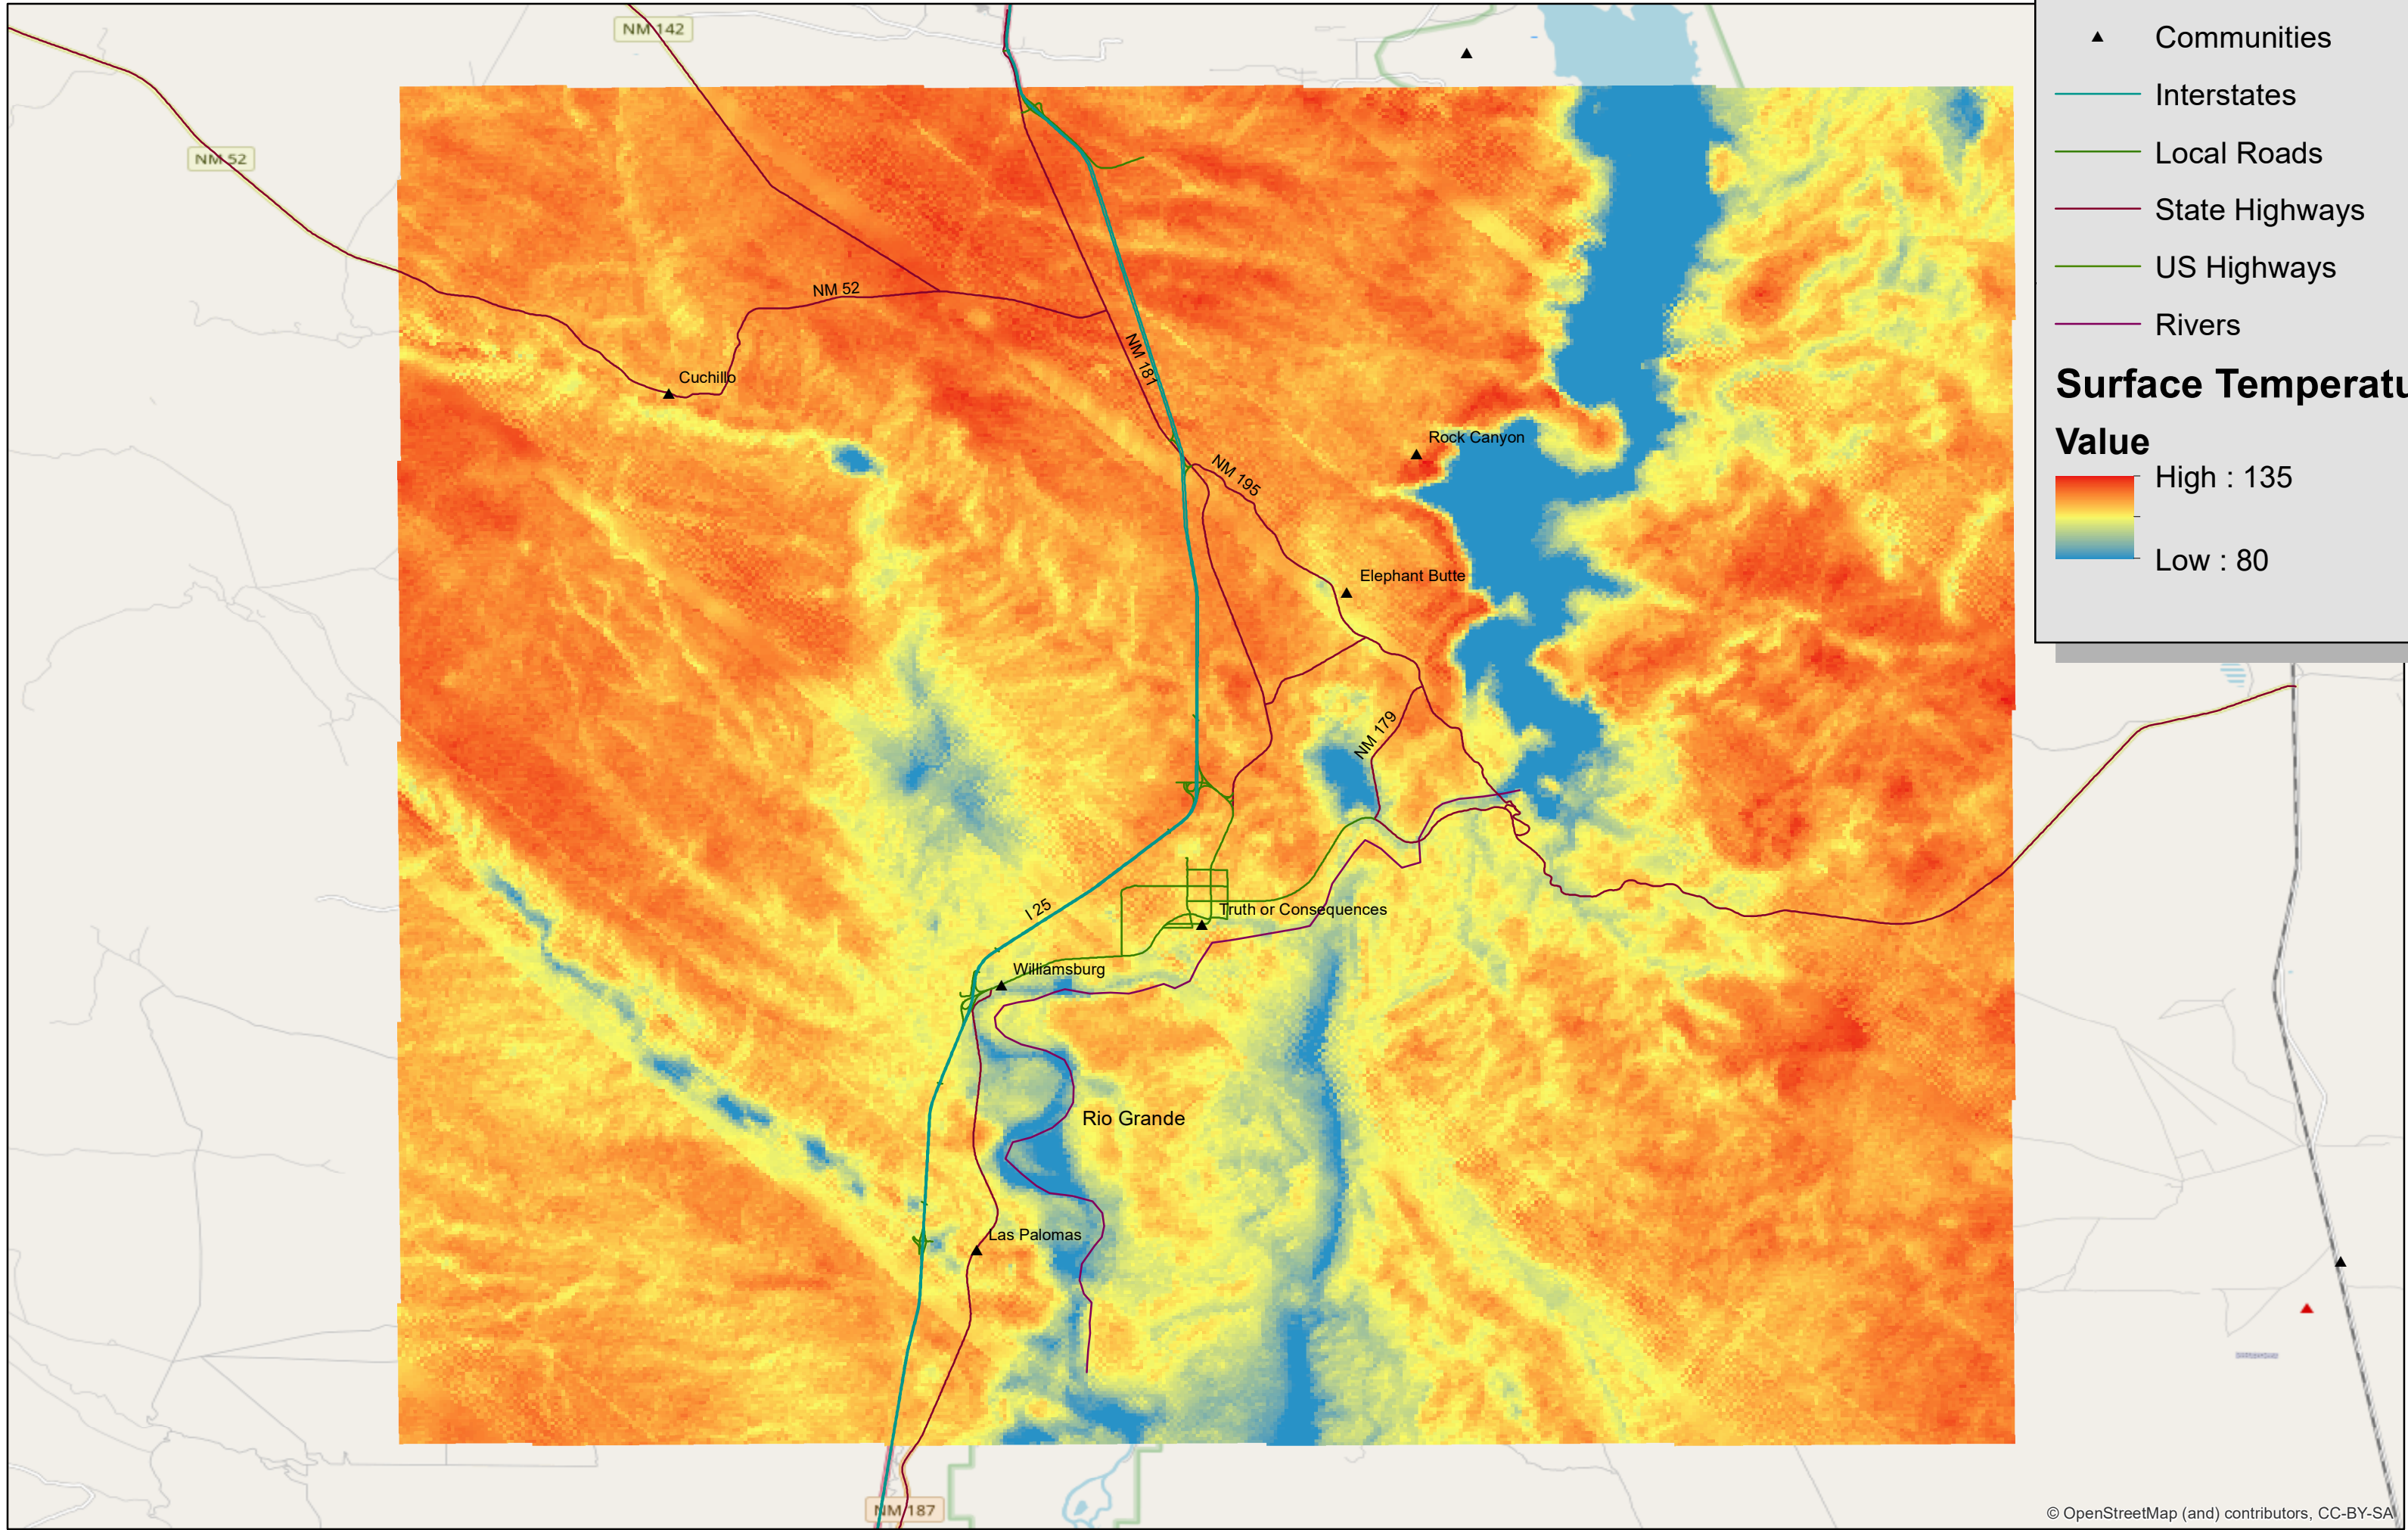 NM 142
Communities
Interstates
NM 52
Local Roads
State Highways
US Highways
NM 52
Rivers
NM 181
Surface Temperatu
Cuchillo
Value
Rock Canyon
NM 195
High : 135
Low : 80
Elephant Butte
NM 179
I 25
Truth or Consequences
Williamsburg
Rio Grande
Las Palomas
NM 187
© OpenStreetMap (and) contributors, CC-BY-SA